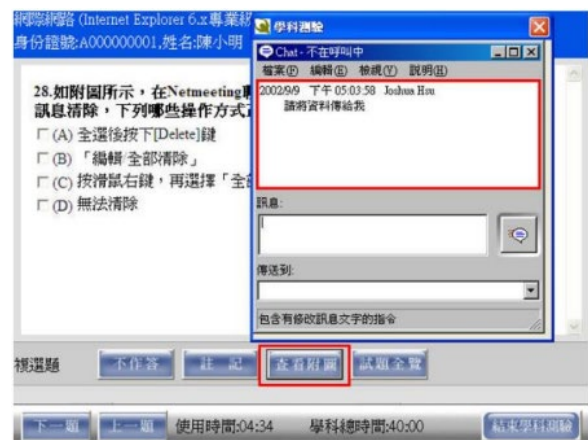 網際網路 (Internet Explorer 6.x專業級
身份證號:A000000001,姓名:陳小明
28.如附圖所示，在Netmeeting
訊息清除，下列哪些操作方式正
(A) 全選後按下[Delete]鍵
(B) 「編輯 全部清除」
(C) 按滑鼠右鍵，再選擇「全
(D) 無法清除
學科測驗
Chat - 不在呼叫中
檔案(F) 編輯(E) 檢視(V) 說明(H)
2002/9/9 下午 05:03:58 Joshua Hsu
請將資料傳給我
訊息:
傳送到:
包含有修改訊息文字的指令
複選題
不作答
註 記
查看附圖
試題全覽
下一題
上一題
使用時間:04:34
學科總時間:40:00
結束學科測驗